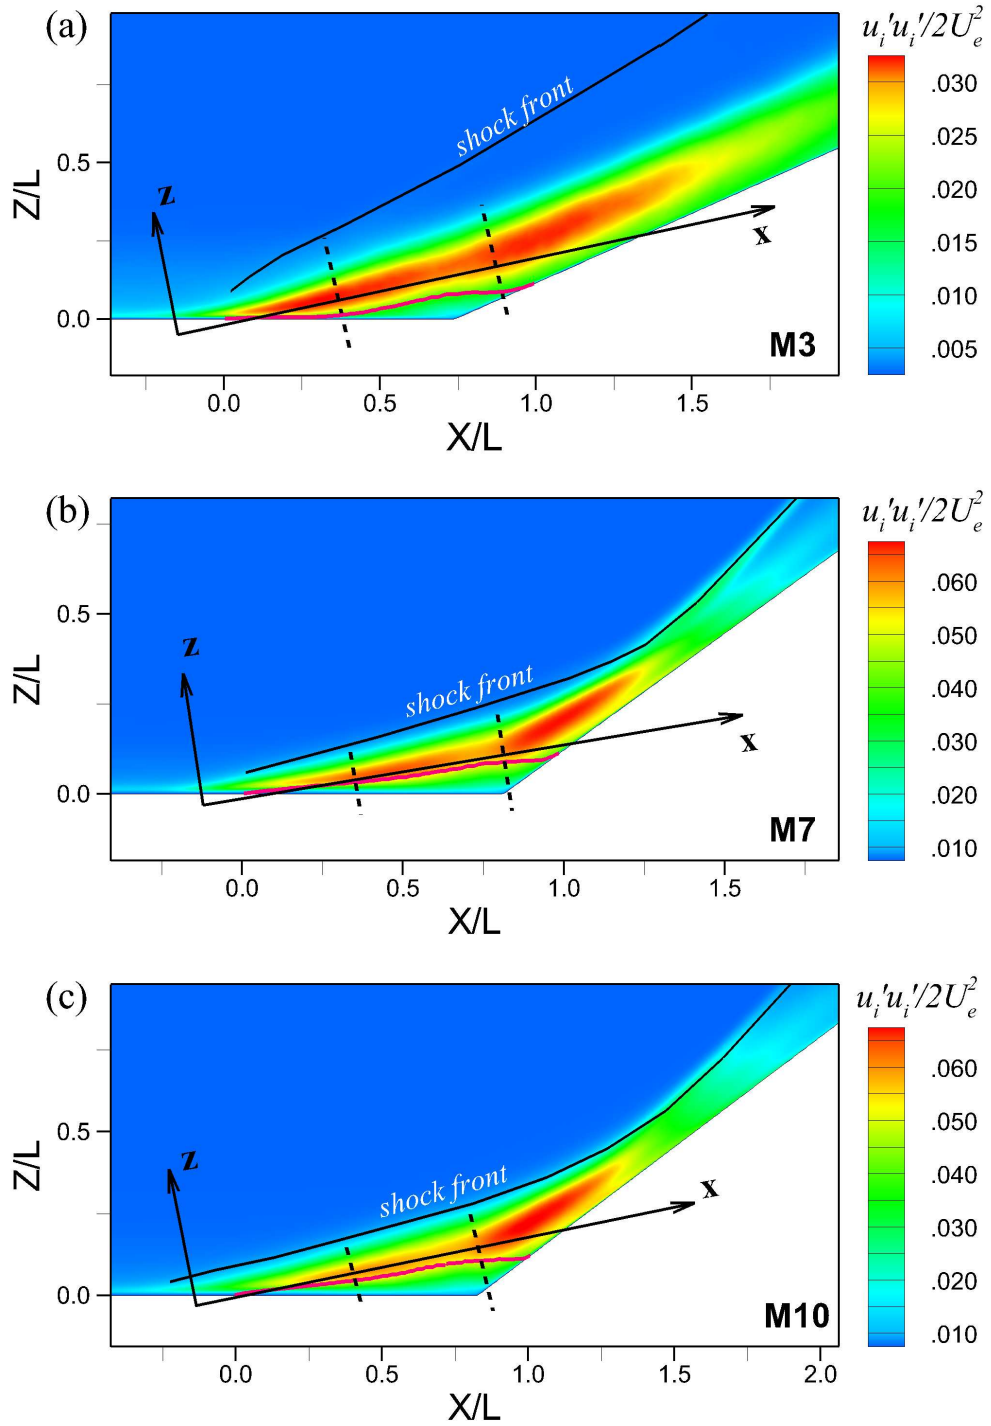 (a)
u_i'u_i'/2U_e^2
.030
.025
.020
.015
.010
.005
shock front
z
x
M3
Z/L
0.5
0.0
0.0 0.5 1.0 1.5
X/L
(b)
u_i'u_i'/2U_e^2
.060
.050
.040
.030
.020
.010
shock front
z
x
M7
Z/L
0.5
0.0
0.0 0.5 1.0 1.5
X/L
(c)
u_i'u_i'/2U_e^2
.060
.050
.040
.030
.020
.010
shock front
z
x
M10
Z/L
0.5
0.0
0.0 0.5 1.0 1.5 2.0
X/L